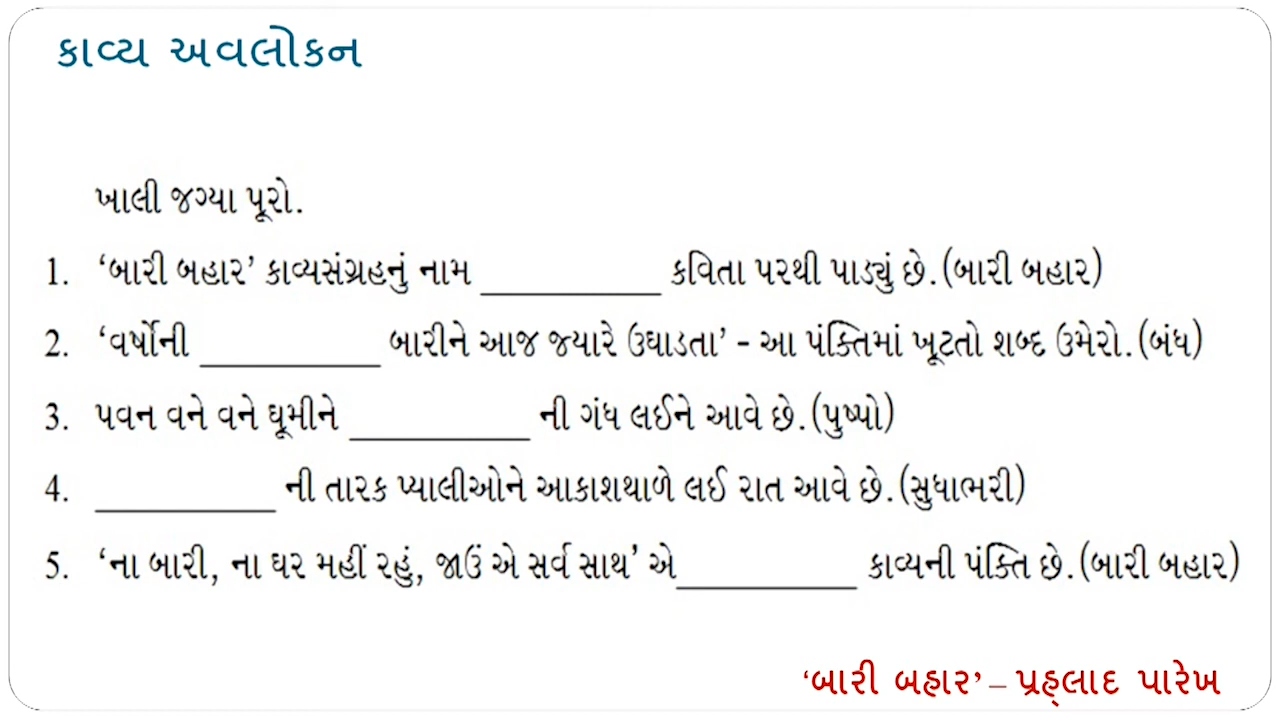 કાવ્ય અવલોકન
ખાલી જગ્યા પૂરો.
1. ‘બારી બહાર’ કાવ્યસંગ્રહનું નામ __________ કવિતા પરથી પાડ્યું છે.(બારી બહાર)
2. ‘વર્ષોની __________ બારીને આજ જ્યારે ઉઘાડતા’ - આ પંક્તિમાં ખૂટતો શબ્દ ઉમેરો.(બંધ)
3. પવન વને વને ઘૂમીને __________ ની ગંધ લઈને આવે છે.(પુષ્પો)
4. __________ ની તારક પ્યાલીઓને આકાશથાળે લઈ રાત આવે છે.(સુધાભરી)
5. ‘ના બારી, ના ઘર મહીં રહું, જાઉં એ સર્વ સાથ’ એ__________ કાવ્યની પંક્તિ છે.(બારી બહાર)
‘બારી બહાર’ – પ્રહ્લાદ પારેખ